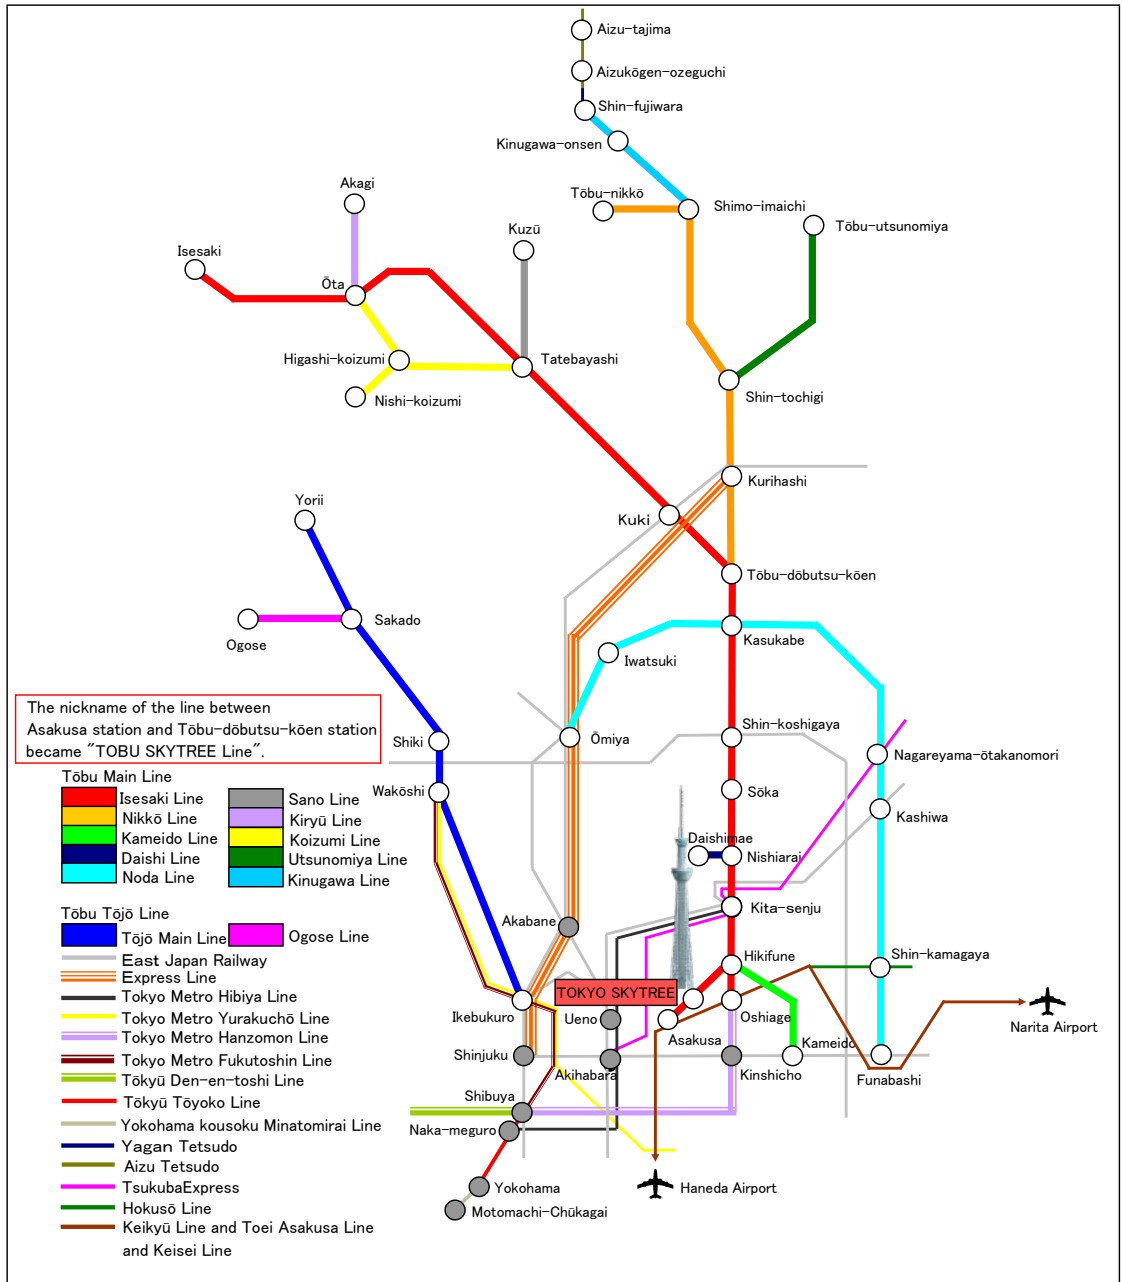 Aizu-tajima
Aizukōgen-ozeguchi
Shin-fujiwara
Kinugawa-onsen
Tōbu-nikkō
Shimo-imaichi
Tōbu-utsunomiya
Akagi
Kuzū
Isesaki
Ōta
Higashi-koizumi
Tatebayashi
Nishi-koizumi
Shin-tochigi
Kurihashi
Yorii
Kuki
Tōbu-dōbutsu-kōen
Sakado
Ogose
Kasukabe
Iwatsuki
The nickname of the line between
Asakusa station and Tōbu-dōbutsu-kōen station
became "TOBU SKYTREE Line".
Shiki
Ōmiya
Shin-koshigaya
Nagareyama-ōtakanomori
Wakōshi
Sōka
Kashiwa
Daishimae
Nishiarai
Kita-senju
Akabane
Hikifune
Shin-kamagaya
TOKYO SKYTREE
Ikebukuro
Ueno
Asakusa
Oshiage
Narita Airport
Shinjuku
Akihabara
Kinshicho
Kameido
Funabashi
Shibuya
Naka-meguro
Yokohama
Haneda Airport
Motomachi-Chūkagai
Tōbu Main Line
Isesaki Line
Nikkō Line
Kameido Line
Daishi Line
Noda Line
Sano Line
Kiryū Line
Koizumi Line
Utsunomiya Line
Kinugawa Line
Tōbu Tōjō Line
Tōjō Main Line
Ogose Line
East Japan Railway
Express Line
Tokyo Metro Hibiya Line
Tokyo Metro Yurakuchō Line
Tokyo Metro Hanzomon Line
Tokyo Metro Fukutoshin Line
Tōkyū Den-en-toshi Line
Tōkyū Tōyoko Line
Yokohama kousoku Minatomirai Line
Yagan Tetsudo
Aizu Tetsudo
TsukubaExpress
Hokusō Line
Keikyū Line and Toei Asakusa Line
and Keisei Line